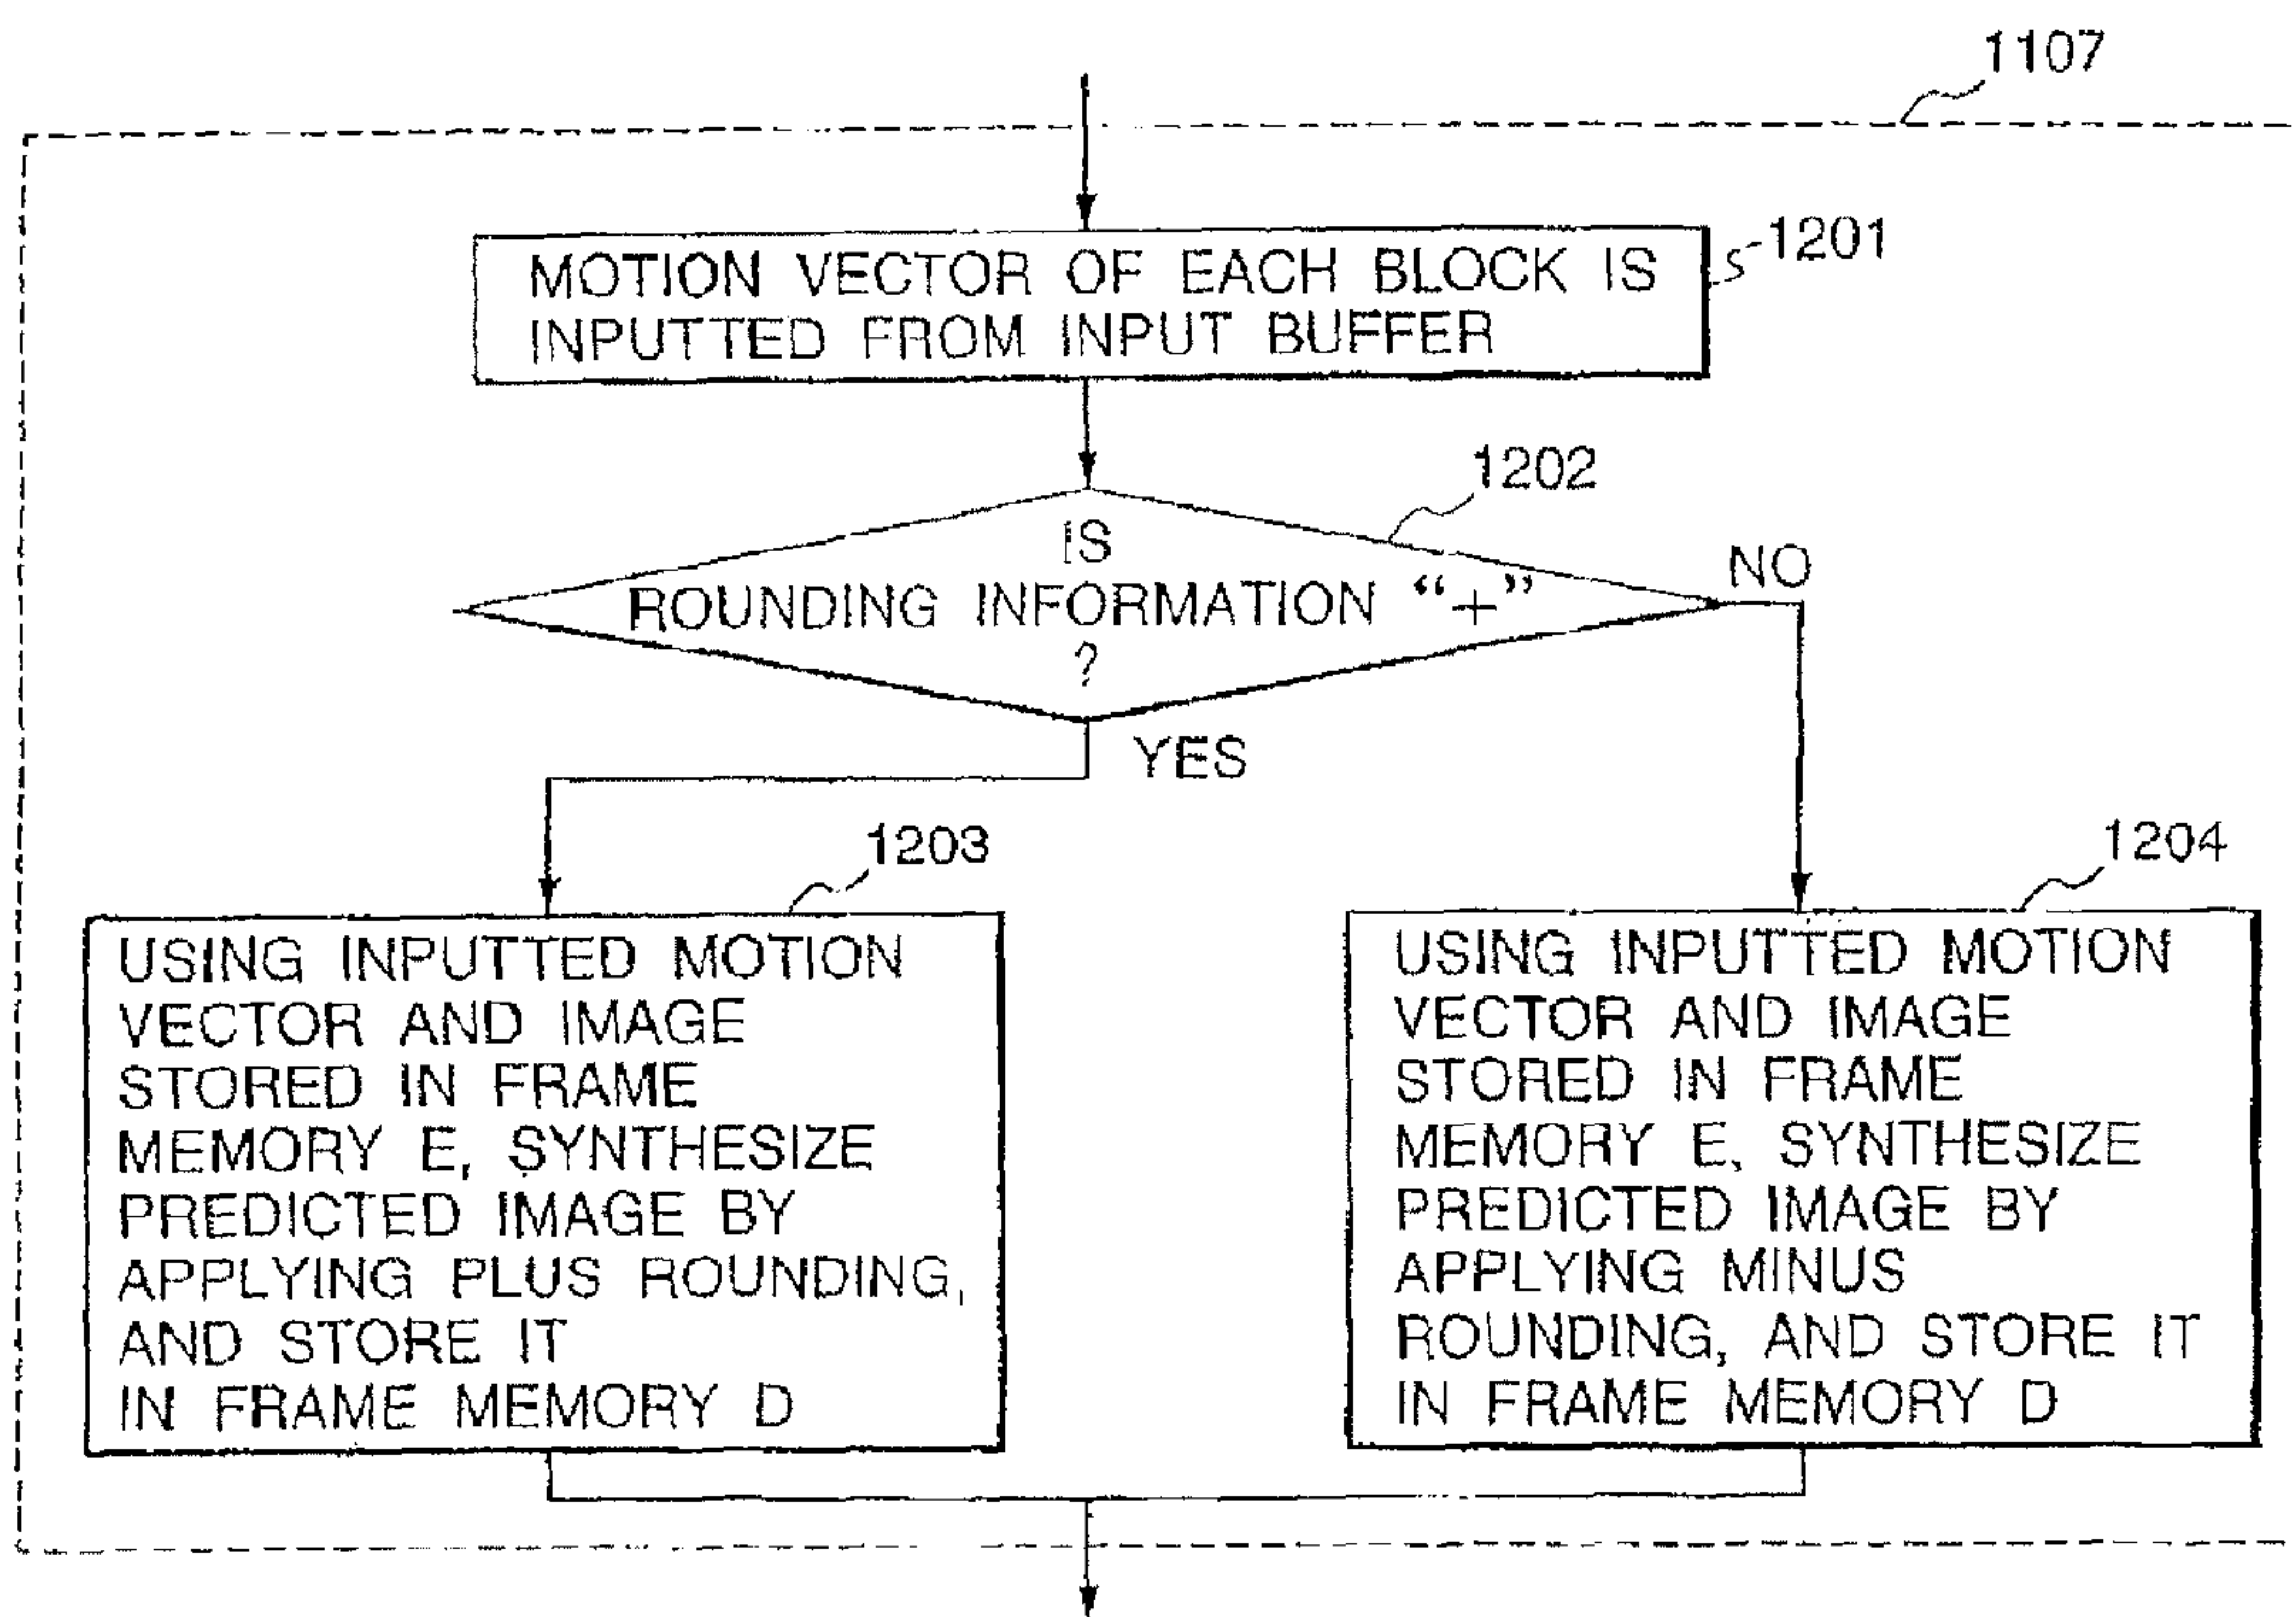 1107
MOTION VECTOR OF EACH BLOCK IS
INPUTTED FROM INPUT BUFFER
1201
1202
IS
ROUNDING INFORMATION “+”
?
NO
YES
1203
USING INPUTTED MOTION
VECTOR AND IMAGE
STORED IN FRAME
MEMORY E, SYNTHESIZE
PREDICTED IMAGE BY
APPLYING PLUS ROUNDING,
AND STORE IT
IN FRAME MEMORY D
1204
USING INPUTTED MOTION
VECTOR AND IMAGE
STORED IN FRAME
MEMORY E, SYNTHESIZE
PREDICTED IMAGE BY
APPLYING MINUS
ROUNDING, AND STORE IT
IN FRAME MEMORY D